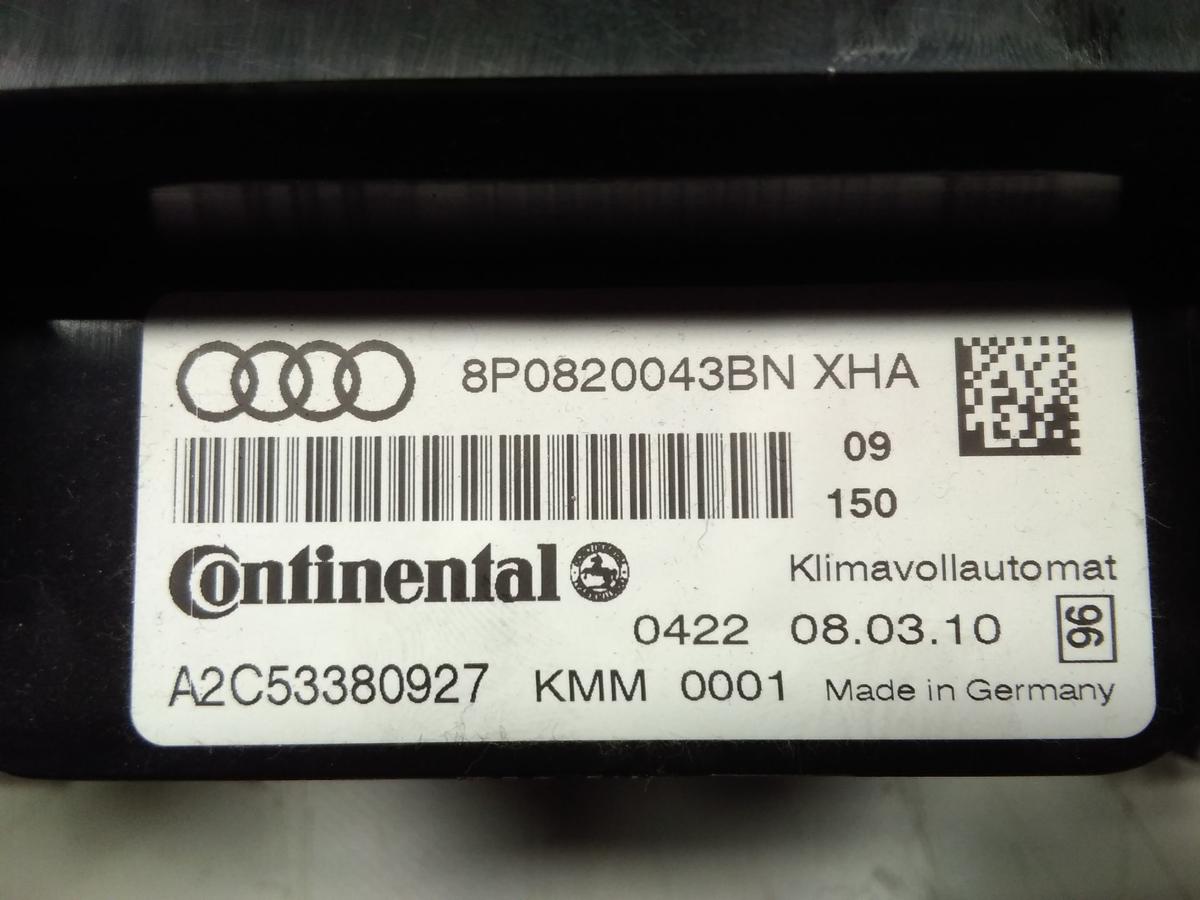 8P0820043BN XHA
09
150
Continental
Klimavollautomat
0422 08.03.10
96
A2C53380927 KMM 0001 Made in Germany